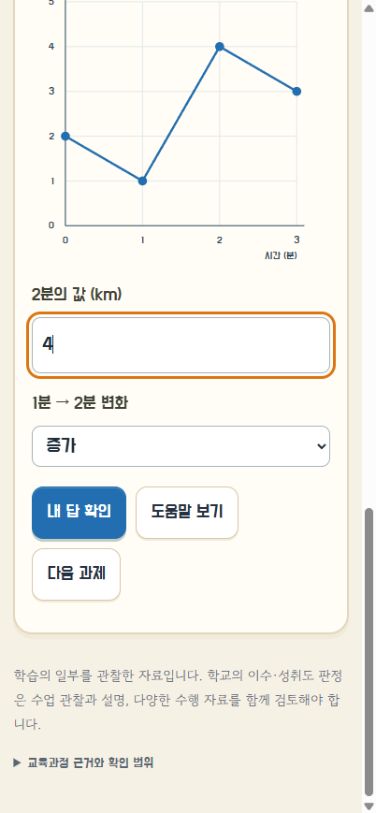 5
4
3
2
1
0
0 1 2 3
시간 (분)
2분의 값 (km)
4
1분 → 2분 변화
증가
내 답 확인 도움말 보기
다음 과제
학습의 일부를 관찰한 자료입니다. 학교의 이수·성취도 판정
은 수업 관찰과 설명, 다양한 수행 자료를 함께 검토해야 합
니다.
▶ 교육과정 근거와 확인 범위